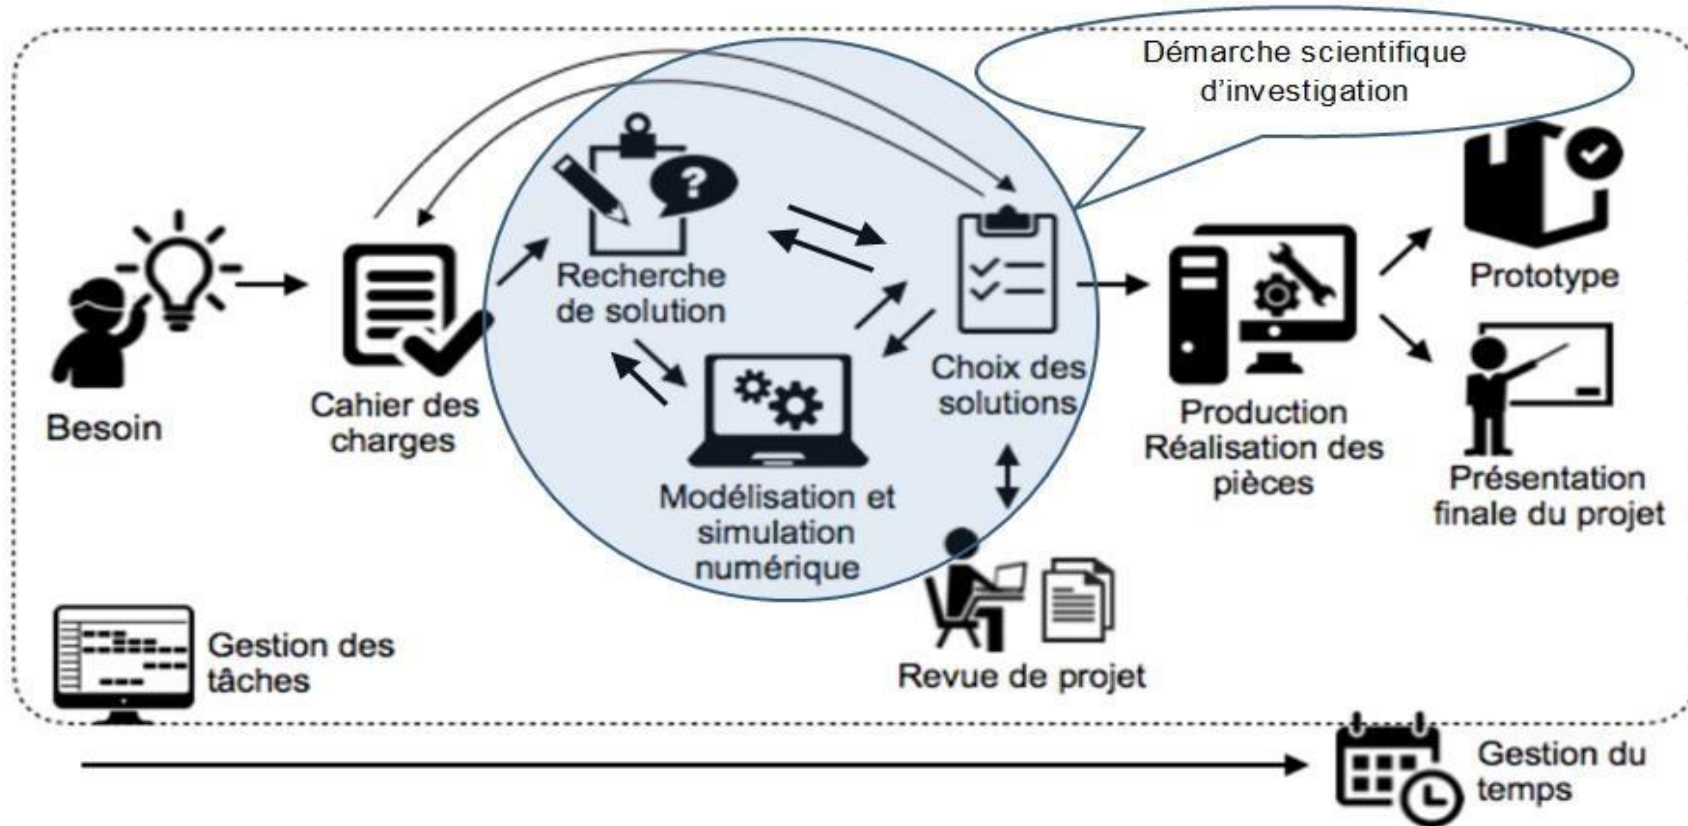 Démarche scientifique
d'investigation
?
Besoin
Cahier des
charges
Recherche
de solution
Modélisation et
simulation
numérique
Choix des
solutions
Revue de projet
Production
Réalisation des
pièces
Prototype
Présentation
finale du projet
Gestion des
tâches
Gestion du
temps